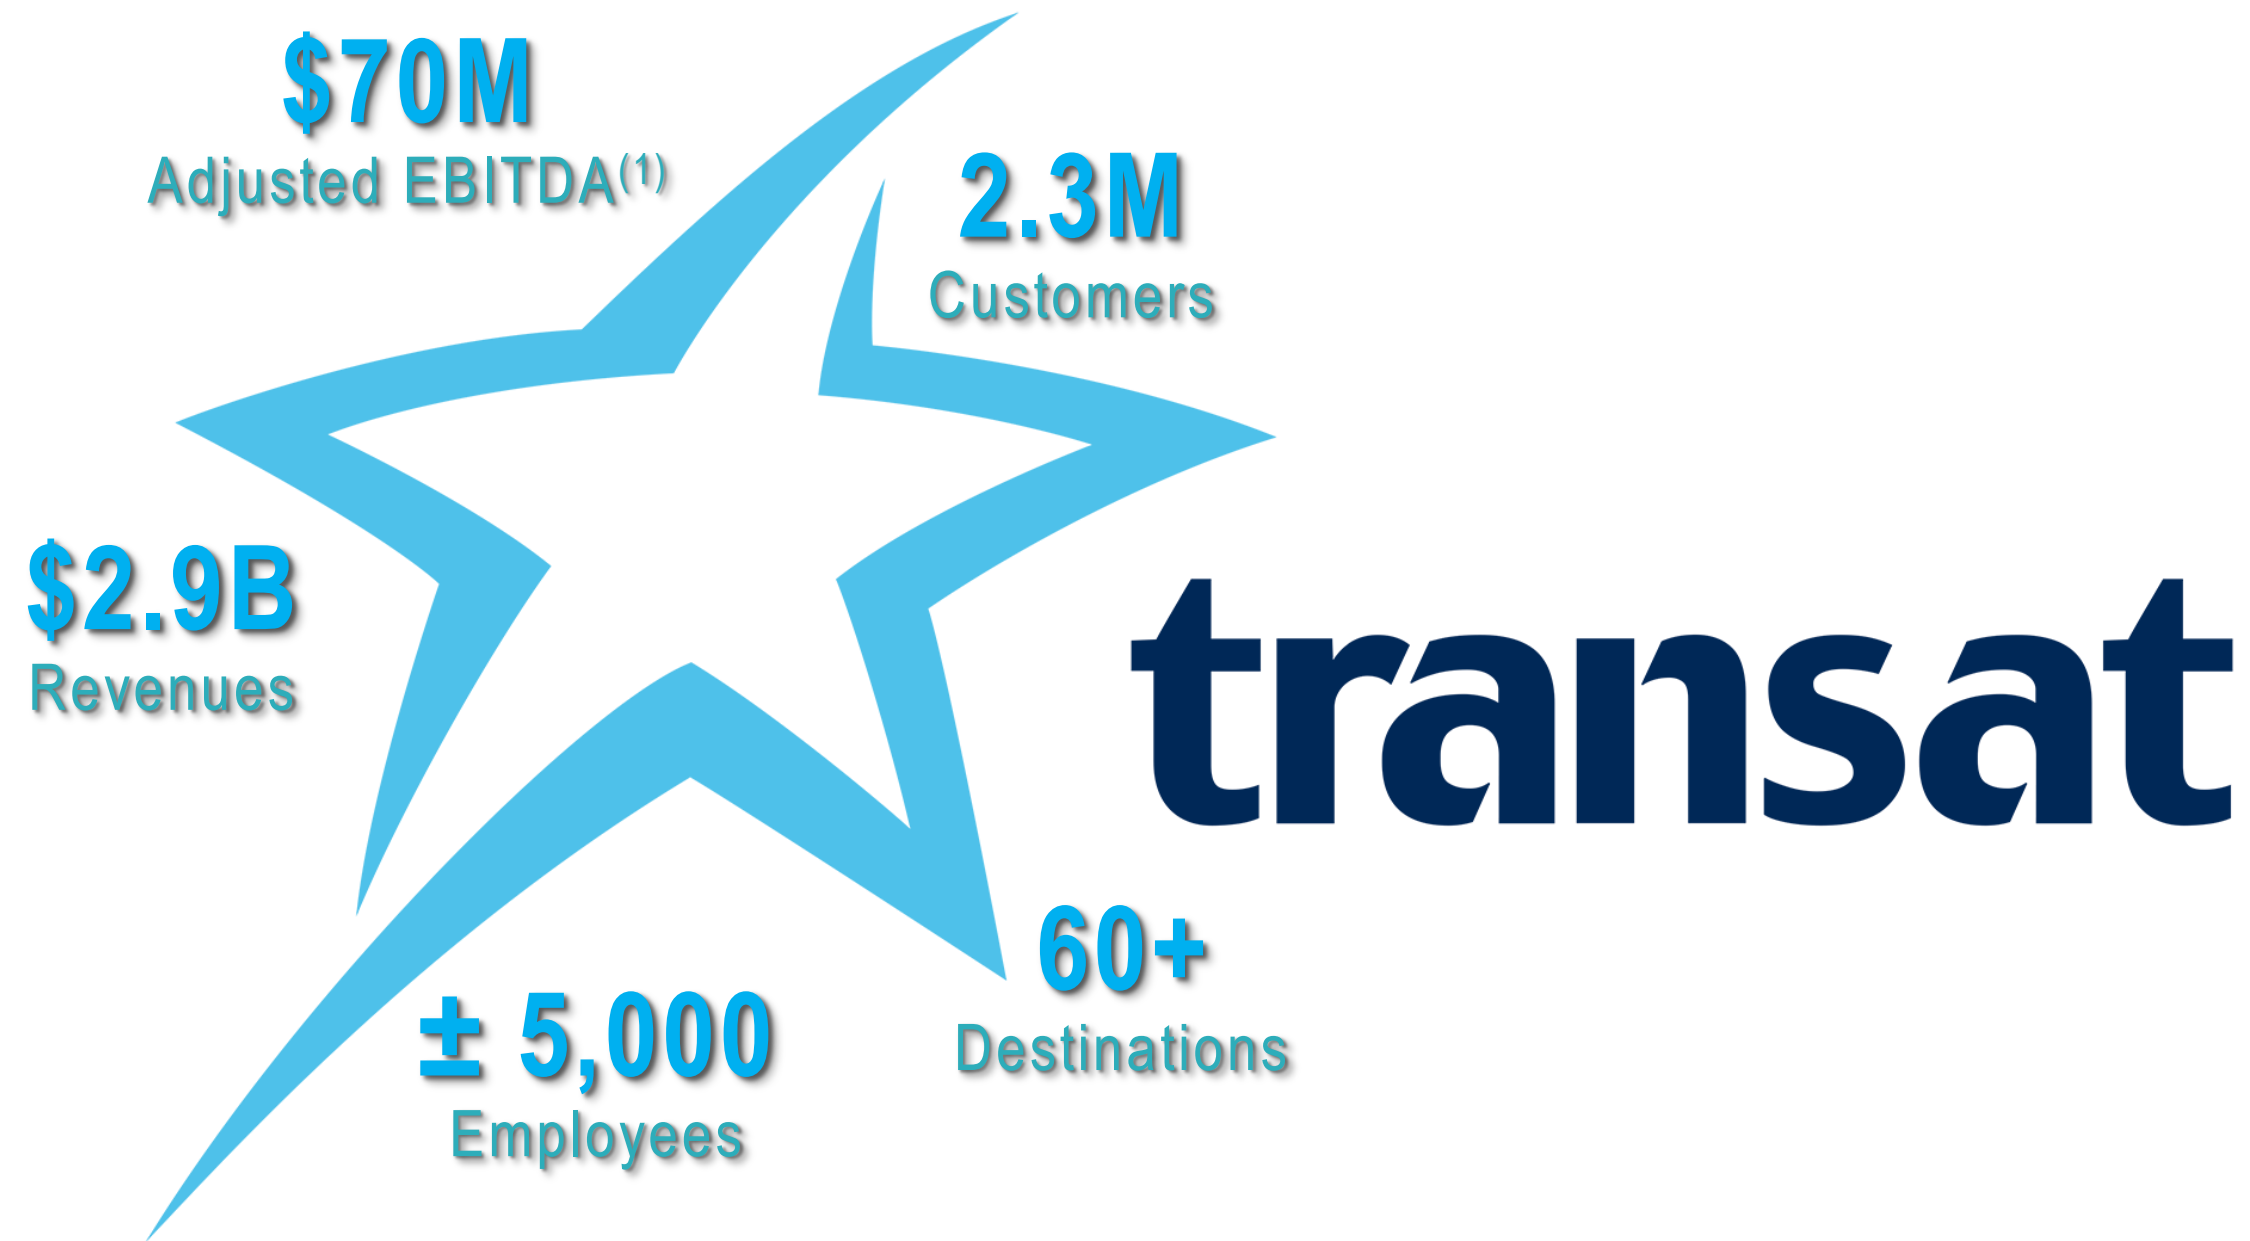 $70M
Adjusted EBITDA(1)
2.3M
Customers
$2.9B
Revenues
transat
60+
Destinations
± 5,000
Employees